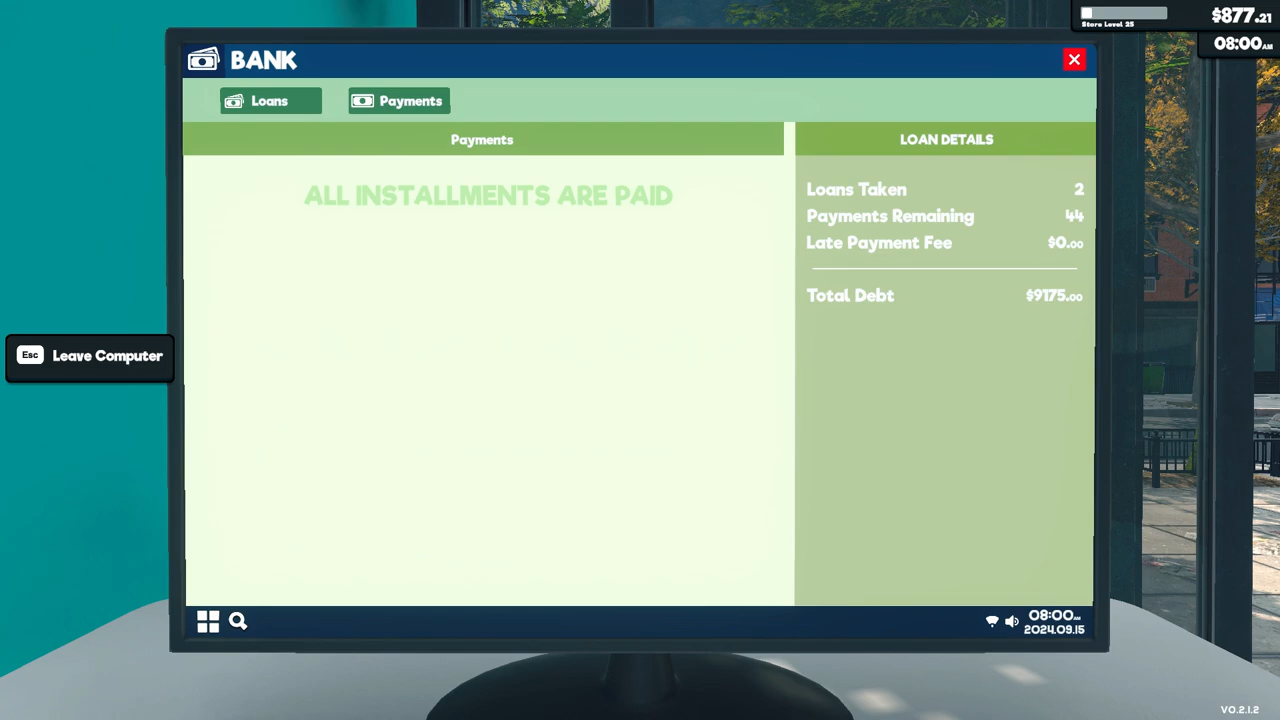 Store Level 25
$877.21
08:00AM
BANK
Loans
Payments
Payments
ALL INSTALLMENTS ARE PAID
LOAN DETAILS
Loans Taken 2
Payments Remaining 44
Late Payment Fee $0.00
Total Debt $9175.00
Esc Leave Computer
08:00AM
2024.09.15
V0.2.1.2